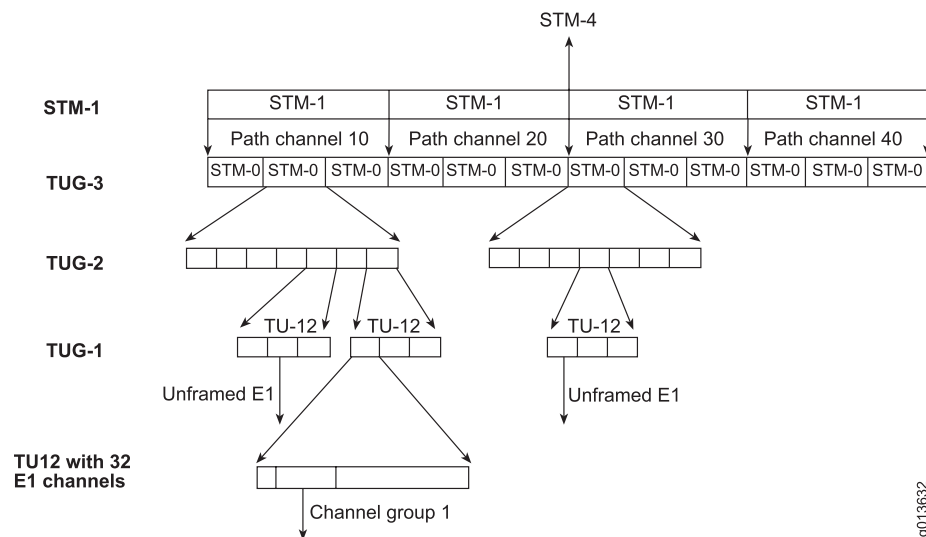 STM-4
STM-1 STM-1 STM-1 STM-1 STM-1
Path channel 10 Path channel 20 Path channel 30 Path channel 40
TUG-3 STM-0 STM-0 STM-0 STM-0 STM-0 STM-0 STM-0 STM-0 STM-0 STM-0 STM-0 STM-0
TUG-2
TU-12 TU-12 TU-12
TUG-1
Unframed E1 Unframed E1
TU12 with 32
E1 channels
Channel group 1
g013632